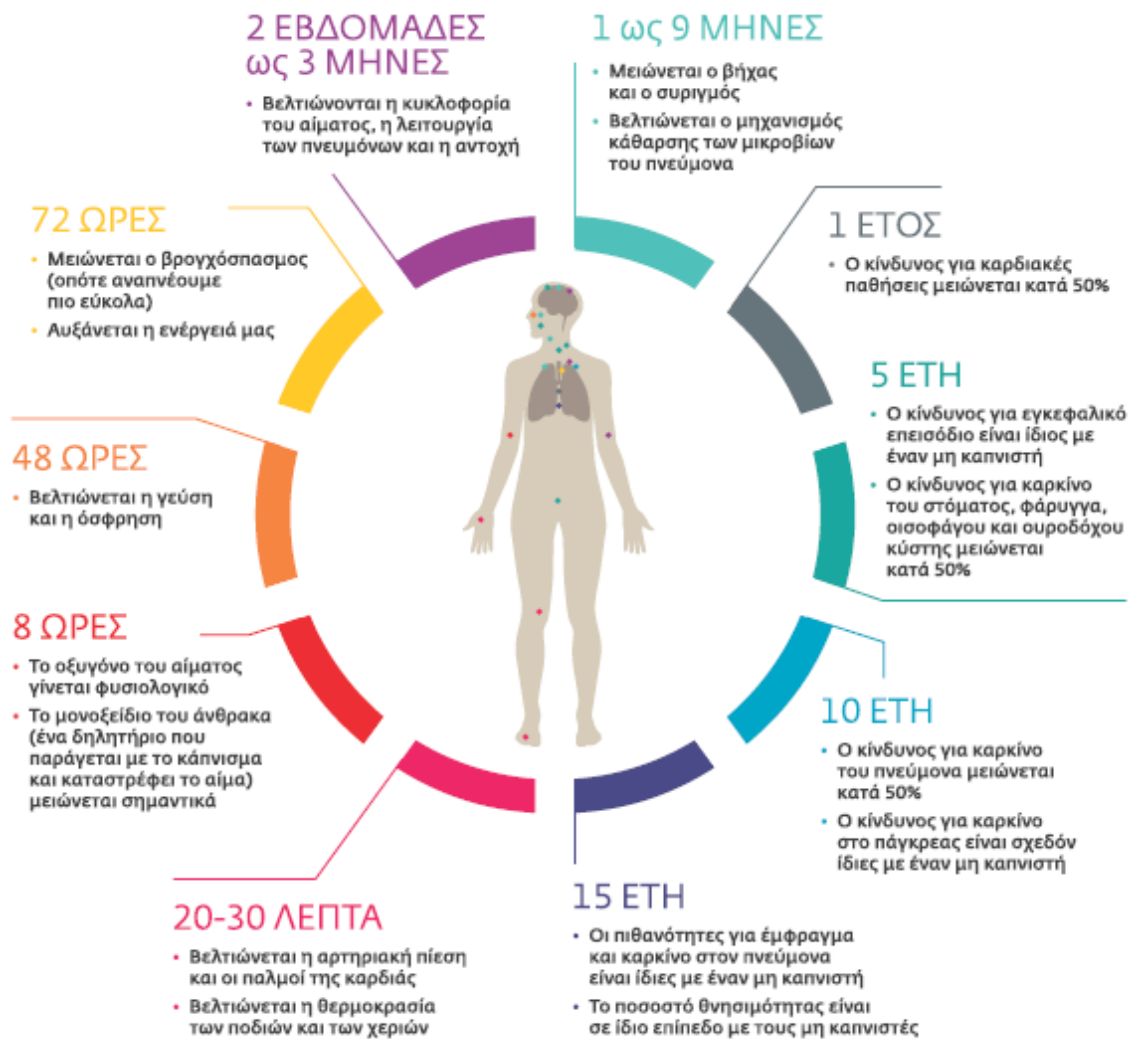 2 ΕΒΔΟΜΑΔΕΣ
ως 3 ΜΗΝΕΣ
• Βελτιώνονται η κυκλοφορία
του αίματος, η λειτουργία
των πνευμόνων και η αντοχή
1 ως 9 ΜΗΝΕΣ
• Μειώνεται ο βήχας
και ο συριγμός
• Βελτιώνεται ο μηχανισμός
κάθαρσης των μικροβίων
του πνεύμονα
72 ΩΡΕΣ
• Μειώνεται ο βρογχόσπασμος
(οπότε αναπνέουμε
πιο εύκολα)
• Αυξάνεται η ενέργειά μας
1 ΕΤΟΣ
• Ο κίνδυνος για καρδιακές
παθήσεις μειώνεται κατά 50%
5 ΕΤΗ
• Ο κίνδυνος για εγκεφαλικό
επεισόδιο είναι ίδιος με
έναν μη καπνιστή
• Ο κίνδυνος για καρκίνο
του στόματος, φάρυγγα,
οισοφάγου και ουροδόχου
κύστης μειώνεται
κατά 50%
48 ΩΡΕΣ
• Βελτιώνεται η γεύση
και η όσφρηση
8 ΩΡΕΣ
• Το οξυγόνο του αίματος
γίνεται φυσιολογικό
• Το μονοξείδιο του άνθρακα
(ένα δηλητήριο που
παράγεται με το κάπνισμα
και καταστρέφει το αίμα)
μειώνεται σημαντικά
10 ΕΤΗ
• Ο κίνδυνος για καρκίνο
του πνεύμονα μειώνεται
κατά 50%
• Ο κίνδυνος για καρκίνο
στο πάγκρεας είναι σχεδόν
ίδιες με έναν μη καπνιστή
20-30 ΛΕΠΤΑ
• Βελτιώνεται η αρτηριακή πίεση
και οι παλμοί της καρδιάς
• Βελτιώνεται η θερμοκρασία
των ποδιών και των χεριών
15 ΕΤΗ
• Οι πιθανότητες για έμφραγμα
και καρκίνο στον πνεύμονα
είναι ίδιες με έναν μη καπνιστή
• Το ποσοστό θνησιμότητας είναι
σε ίδιο επίπεδο με τους μη καπνιστές